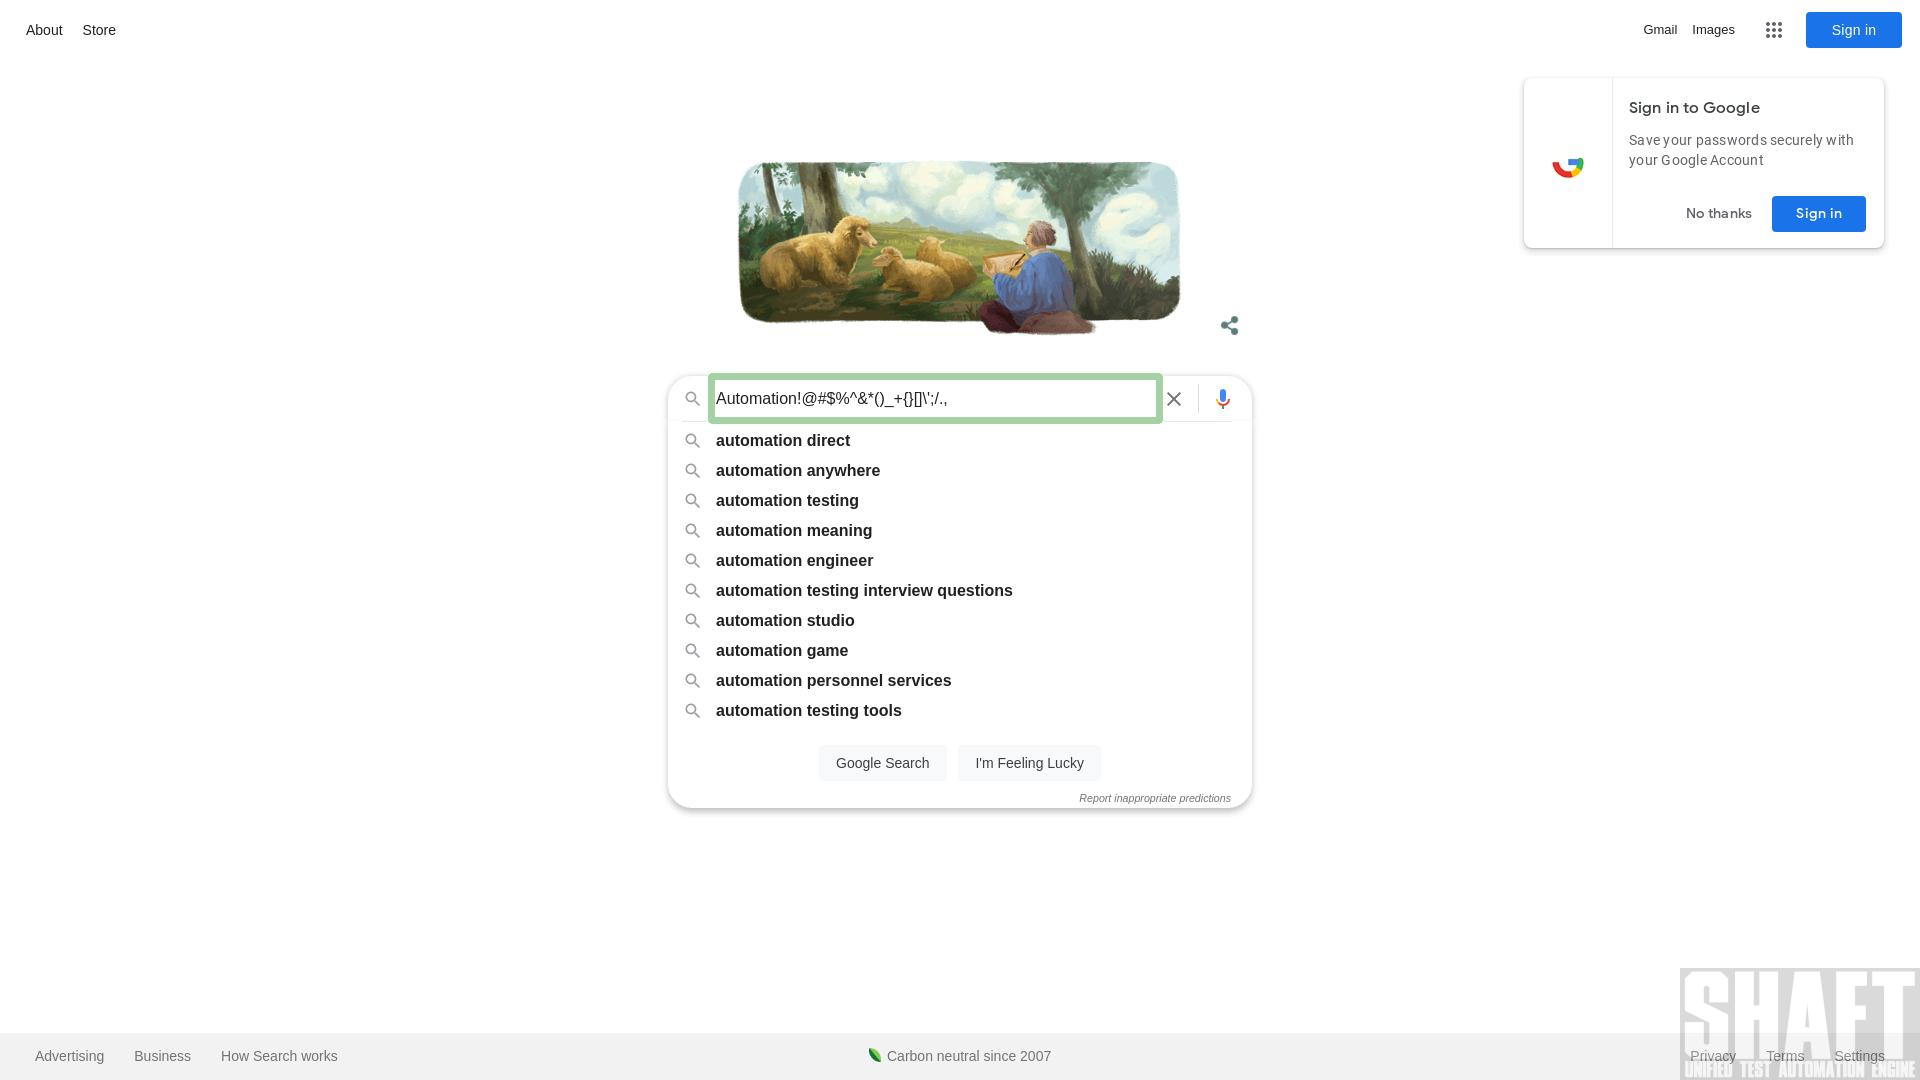 About Store
Gmail Images Sign in
Sign in to Google
Save your passwords securely with
your Google Account
No thanks Sign in
Automation!@#$%^&*()_+{}[]\';/.,
automation direct
automation anywhere
automation testing
automation meaning
automation engineer
automation testing interview questions
automation studio
automation game
automation personnel services
automation testing tools
Google Search I'm Feeling Lucky
Report inappropriate predictions
SHAFT
Advertising Business How Search works Carbon neutral since 2007 Privacy Terms Settings
UNIFIED TEST AUTOMATION ENGINE